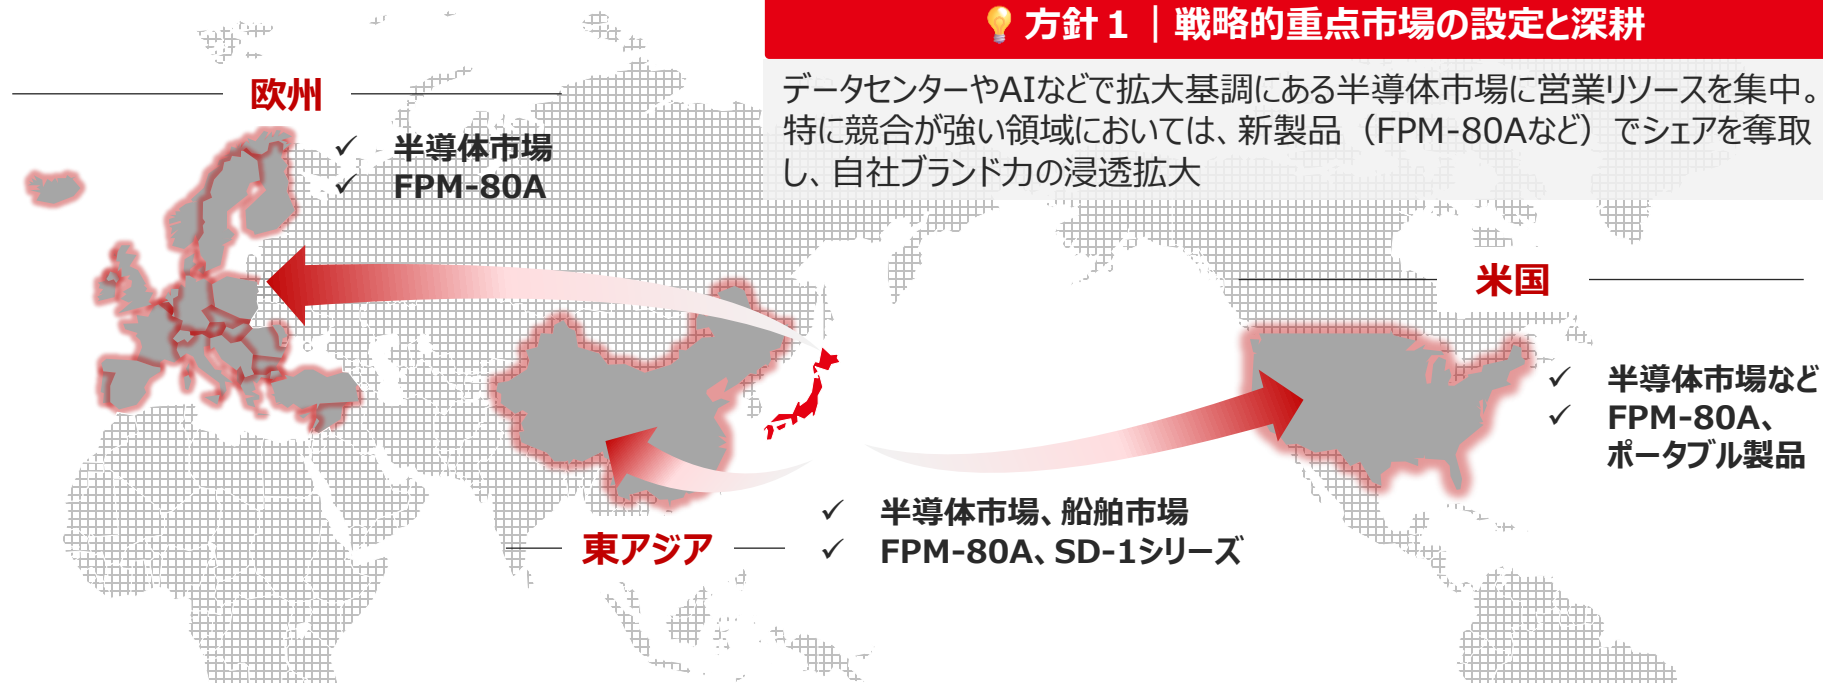 方針１｜戦略的重点市場の設定と深耕
データセンターやAIなどで拡大基調にある半導体市場に営業リソースを集中。
特に競合が強い領域においては、新製品（FPM-80Aなど）でシェアを奪取
し、自社ブランド力の浸透拡大
欧州
✓ 半導体市場
✓ FPM-80A
米国
✓ 半導体市場など
✓ FPM-80A、
ポータブル製品
東アジア
✓ 半導体市場、船舶市場
✓ FPM-80A、SD-1シリーズ